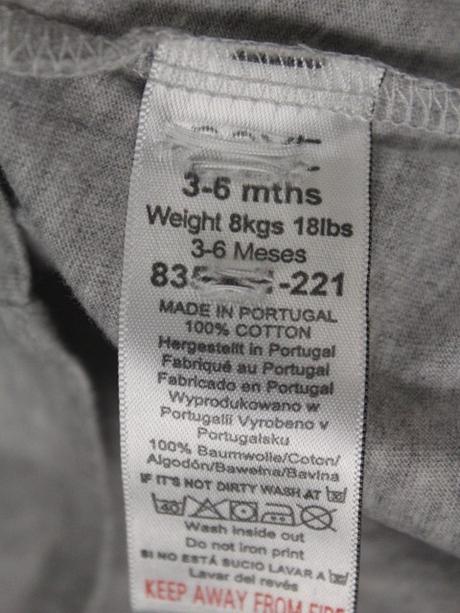 3-6 mths
Weight 8kgs 18lbs
3-6 Meses
83 -221
MADE IN PORTUGAL
100% COTTON
Hergestellt in Portugal
Fabriqué au Portugal
Fabricado en Portugal
Wyprodukowano w
Portugalii Vyrobeno v
Portugalsku
100% Baumwolle/Coton/
Algodón/Bawełna/Bavlna
IF IT'S NOT DIRTY WASH AT
40
Wash inside out
Do not iron print
SI NO ESTÁ SUCIO LAVAR A
Lavar del revés
KEEP AWAY FROM FIRE